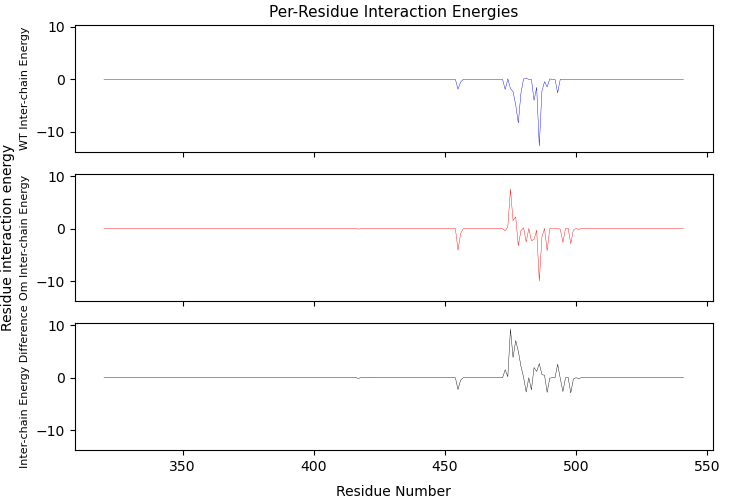 Per-Residue Interaction Energies
Residue interaction energy
WT Inter-chain Energy
10
0
−10
Om Inter-chain Energy
10
0
−10
Inter-chain Energy Difference
10
0
−10
350
400
450
500
550
Residue Number